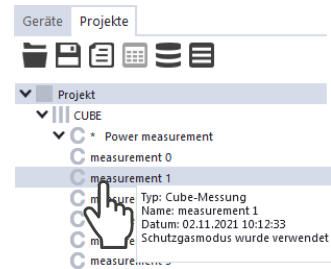 Geräte Projekte
Projekt
CUBE
C * Power measurement
C measurement 0
C measurement 1
C
Typ: Cube-Messung
Name: measurement 1
Datum: 02.11.2021 10:12:33
Schutzgasmodus wurde verwendet
C